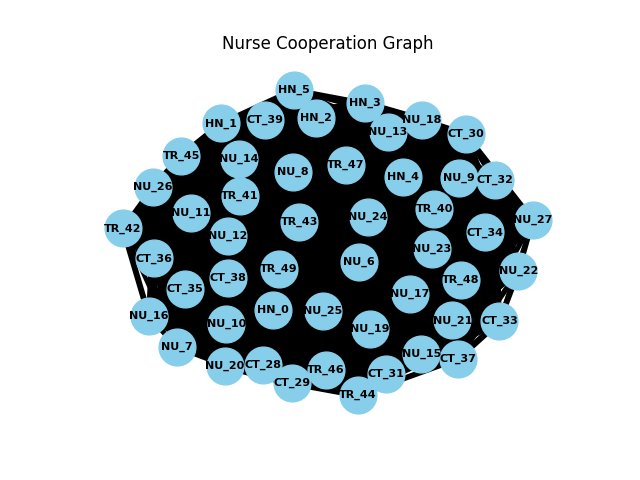 Nurse Cooperation Graph
HN_5
HN_3
HN_1
CT_39
HN_2
NU_18
NU_13
CT_30
TR_45
NU_14
TR_47
NU_8
HN_4
NU_9
CT_32
NU_26
TR_41
NU_11
TR_40
TR_42
TR_43
NU_24
NU_27
NU_12
CT_34
NU_23
CT_36
NU_6
TR_49
NU_22
CT_38
TR_48
CT_35
NU_17
HN_0
NU_25
NU_16
NU_10
NU_19
NU_21
CT_33
NU_7
NU_15
CT_37
NU_20
CT_28
TR_46
CT_31
CT_29
TR_44